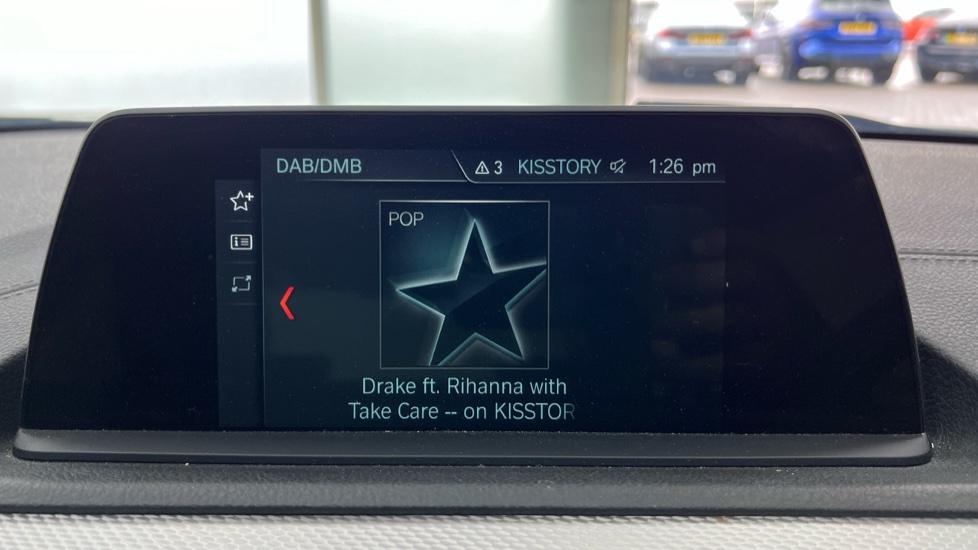 DAB/DMB
3 KISSTORY 1:26 pm
POP
Drake ft. Rihanna with
Take Care -- on KISSTOR